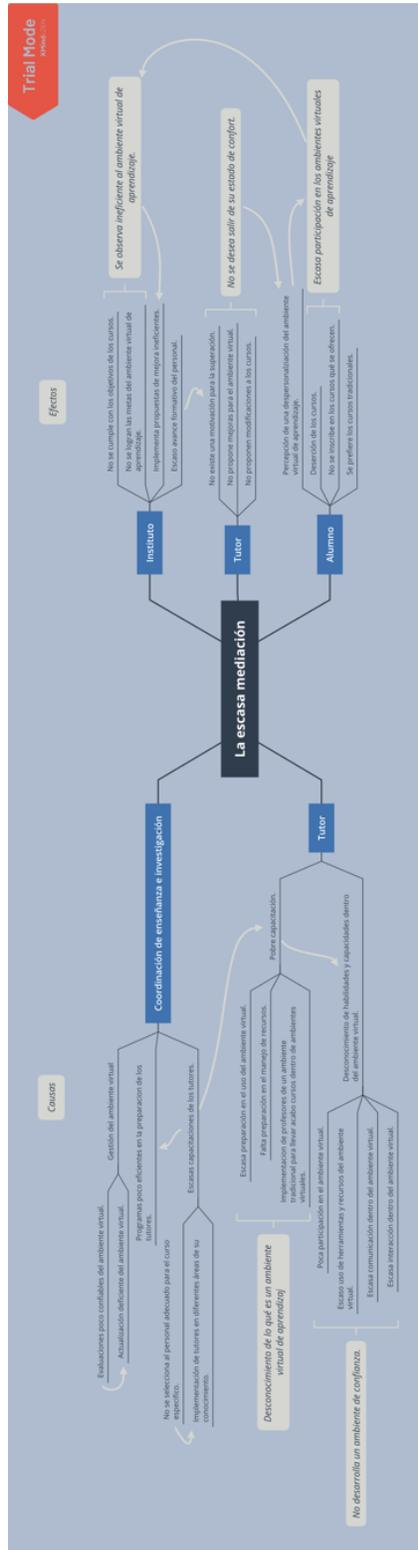 Trial Mode
XMind:ZEN
Causas
Efectos
La escasa mediación
Coordinación de enseñanza e investigación
Gestión del ambiente virtual
Evaluaciones poco confiables del ambiente virtual.
Actualización deficiente del ambiente virtual.
Programas poco eficientes en la preparacion de los
tutores.
Escasas capacitaciones de los tutores.
No se selecciona al personal adecuado para el curso
especifico.
Implementación de tutores en diferentes áreas de su
conocimiento.
Tutor
Pobre capacitación.
Escasa preparación en el uso del ambiente virtual.
Falta preparación en el manejo de recursos.
Implementacion de profesores de un ambiente
tradicional para llevar acabo cursos dentro de ambientes
virtuales.
Desconocimiento de lo qué es un ambiente
virtual de aprendizaj
Desconocimiento de habilidades y capacidades dentro
del ambiente virtual.
Poca participación en el ambiente virtual.
Escaso uso de herramientas y recursos del ambiente
virtual.
Escasa comunicación dentro del ambiente virtual.
Escasa interacción dentro del ambiente virtual.
No desarrolla un ambiente de confianza.
Instituto
No se cumple con los objetivos de los cursos.
No se logran las metas del ambiente virtual de
aprendizaje.
Implementa propuestas de mejora ineficientes.
Escaso avance formativo del personal.
Se observa ineficiente al ambiente virtual de
aprendizaje.
Tutor
No existe una motivación para la superación.
No propone mejoras para el ambiente virtual.
No proponen modificaciones a los cursos.
No se desea salir de su estado de confort.
Alumno
Percepción de una despersonalización del ambiente
virtual de aprendizaje.
Deserción de los cursos.
No se inscribe en los cursos qué se ofrecen.
Se prefiere los cursos tradicionales.
Escasa participación en los ambientes virtuales
de aprendizaje